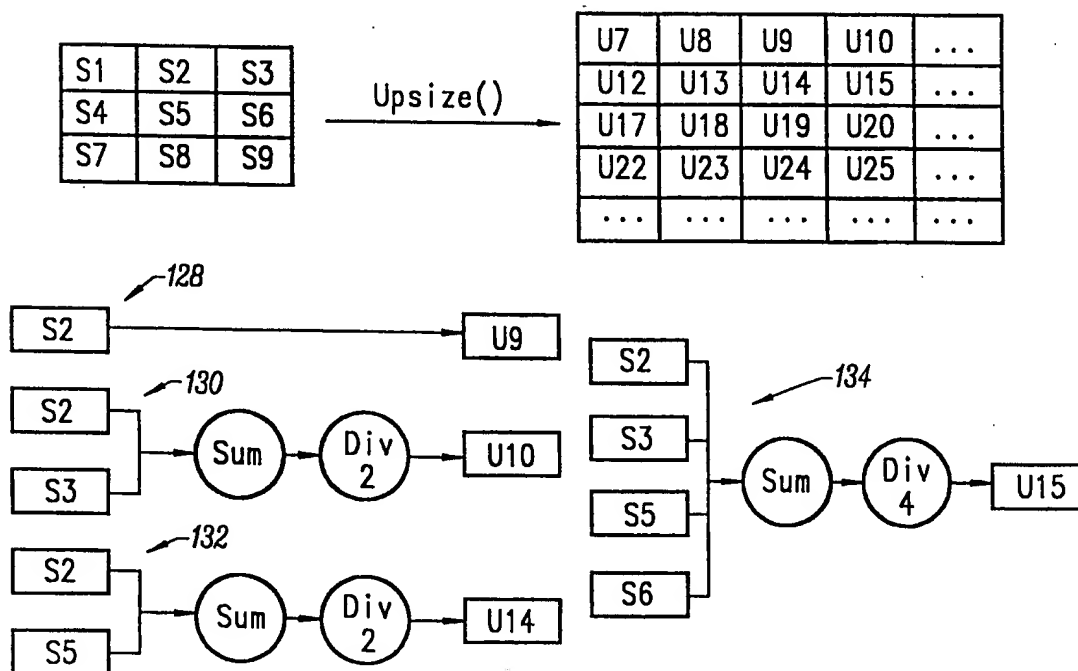 S1 S2 S3
S4 S5 S6
S7 S8 S9
Upsize()
U7 U8 U9 U10 ...
U12 U13 U14 U15 ...
U17 U18 U19 U20 ...
U22 U23 U24 U25 ...
... ... ... ... ...
128
S2 U9
130
S2
S3
Sum
Div
2
U10
132
S2
S5
Sum
Div
2
U14
134
S2
S3
S5
S6
Sum
Div
4
U15